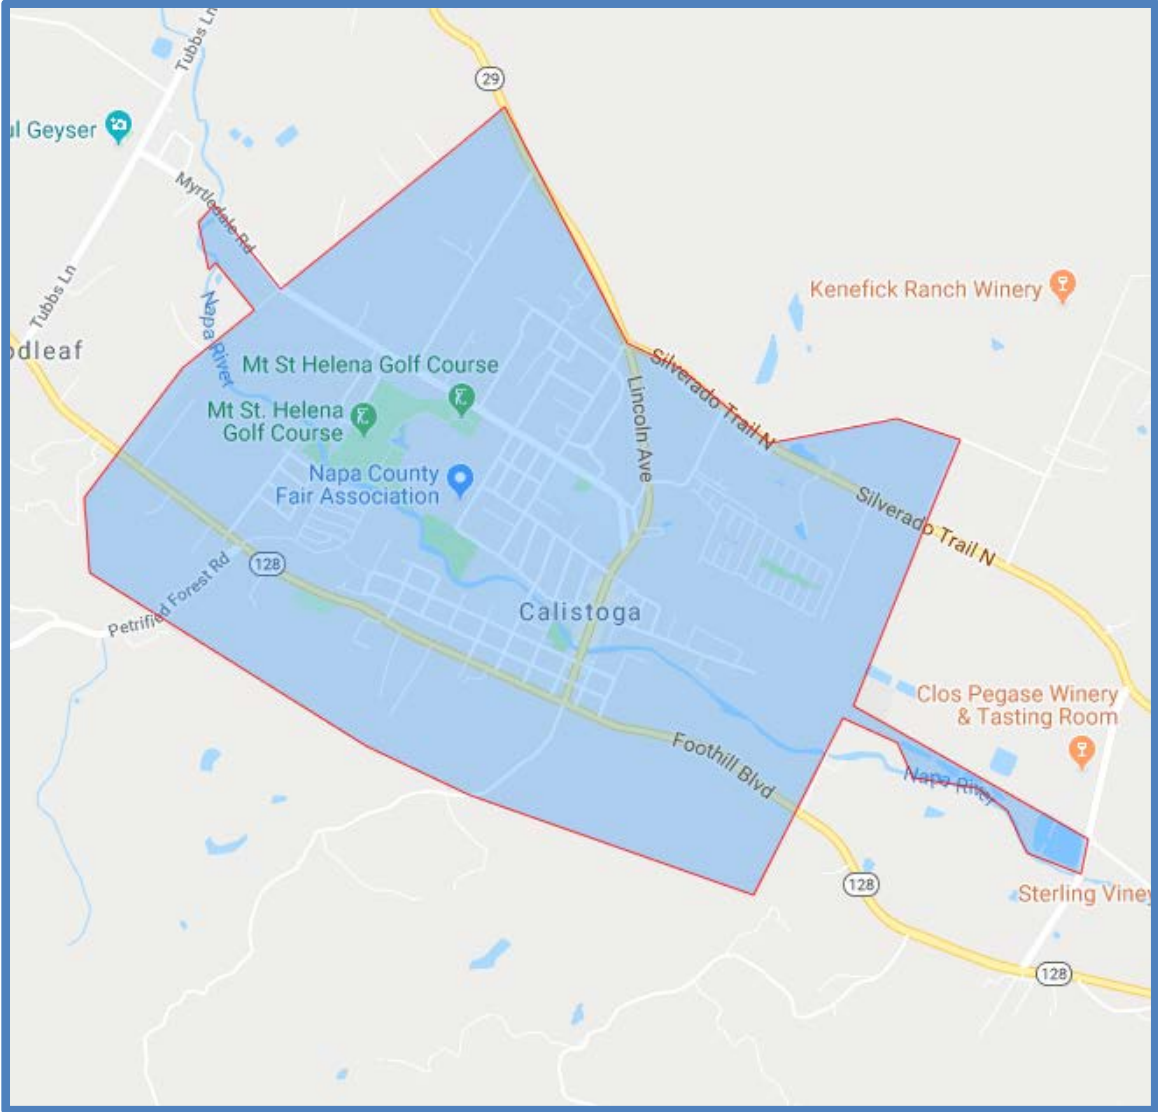 Tubbs Ln
29
ul Geyser
Myrtledale Rd
Tubbs Ln
Napa River
odleaf
Kenefick Ranch Winery
Mt St Helena Golf Course
Silverado Trail N
Lincoln Ave
Mt St. Helena
Golf Course
Napa County
Fair Association
Silverado Trail N
128
Petrified Forest Rd
Calistoga
Clos Pegase Winery
& Tasting Room
Foothill Blvd
Napa River
128
Sterling Viney
128